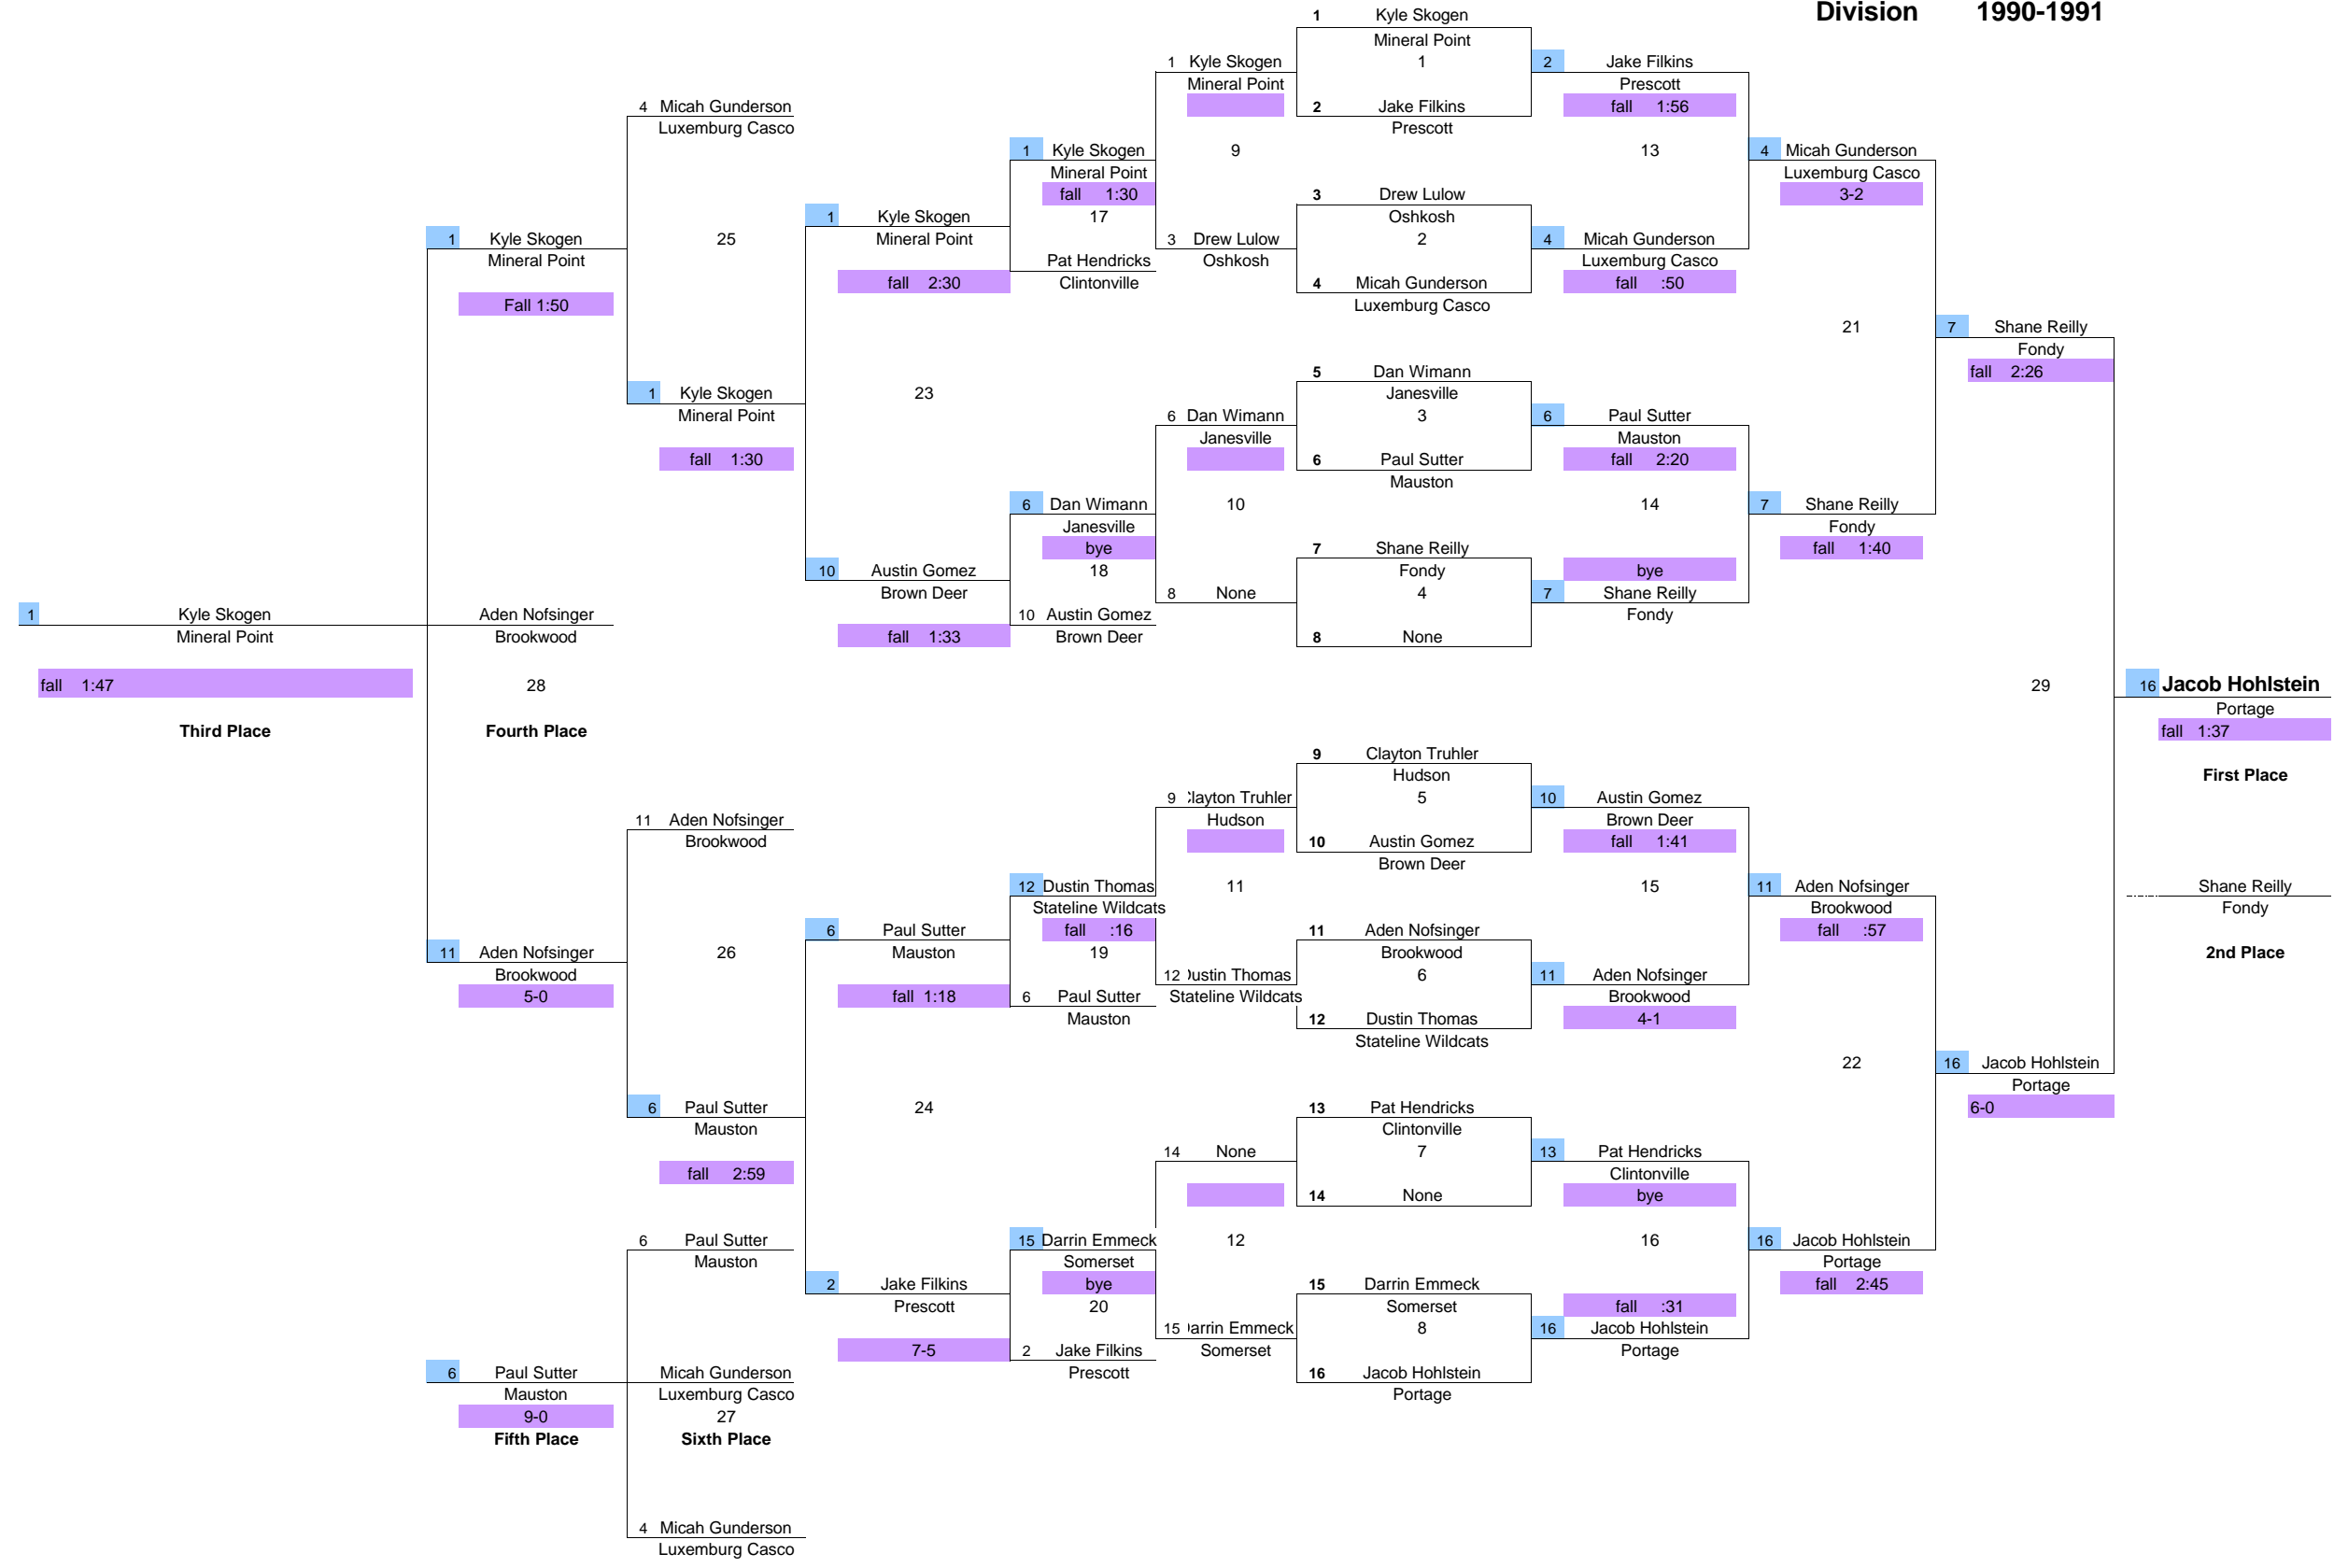 Division 1990-1991
1 Kyle Skogen
Mineral Point
1 Kyle Skogen 1 2 Jake Filkins
Mineral Point Prescott
4 Micah Gunderson 2 Jake Filkins fall 1:56
Luxemburg Casco Prescott
1 Kyle Skogen 9 13 4 Micah Gunderson
Mineral Point Luxemburg Casco
fall 1:30 3 Drew Lulow 3-2
1 Kyle Skogen 17 Oshkosh
1 Kyle Skogen 25 Mineral Point 3 Drew Lulow 2 4 Micah Gunderson
Mineral Point Pat Hendricks Oshkosh Luxemburg Casco
fall 2:30 Clintonville 4 Micah Gunderson fall :50
Fall 1:50 Luxemburg Casco
21 7 Shane Reilly
Fondy
5 Dan Wimann fall 2:26
1 Kyle Skogen 23 Janesville
Mineral Point 6 Dan Wimann 3 6 Paul Sutter
Janesville Mauston
fall 1:30 6 Paul Sutter fall 2:20
Mauston
6 Dan Wimann 10 14 7 Shane Reilly
Janesville Fondy
bye 7 Shane Reilly fall 1:40
10 Austin Gomez 18 Fondy bye
Brown Deer 8 None 4 7 Shane Reilly
1 Kyle Skogen Aden Nofsinger 10 Austin Gomez Fondy
Mineral Point Brookwood fall 1:33 Brown Deer 8 None
fall 1:47 28 29 16 Jacob Hohlstein
Portage
Third Place Fourth Place fall 1:37
9 Clayton Truhler
Hudson First Place
9 layton Truhler 5 10 Austin Gomez
11 Aden Nofsinger Hudson Brown Deer
Brookwood 10 Austin Gomez fall 1:41
Brown Deer
12 Dustin Thomas 11 15 11 Aden Nofsinger Shane Reilly
Stateline Wildcats Brookwood Fondy
6 Paul Sutter fall :16 11 Aden Nofsinger fall :57
11 Aden Nofsinger 26 Mauston 19 Brookwood 2nd Place
Brookwood 12 ustin Thomas 6 11 Aden Nofsinger
5-0 fall 1:18 6 Paul Sutter Stateline Wildcats Brookwood
Mauston 12 Dustin Thomas 4-1
Stateline Wildcats
22 16 Jacob Hohlstein
Portage
6 Paul Sutter 24 13 Pat Hendricks 6-0
Mauston Clintonville
14 None 7 13 Pat Hendricks
fall 2:59 Clintonville
14 None bye
6 Paul Sutter 15 Darrin Emmeck 12 16 16 Jacob Hohlstein
Mauston Somerset Portage
2 Jake Filkins bye 15 Darrin Emmeck fall 2:45
Prescott 20 Somerset fall :31
15 arrin Emmeck 8 16 Jacob Hohlstein
7-5 2 Jake Filkins Somerset Portage
6 Paul Sutter Micah Gunderson Prescott 16 Jacob Hohlstein
Mauston Luxemburg Casco Portage
9-0 27
Fifth Place Sixth Place
4 Micah Gunderson
Luxemburg Casco